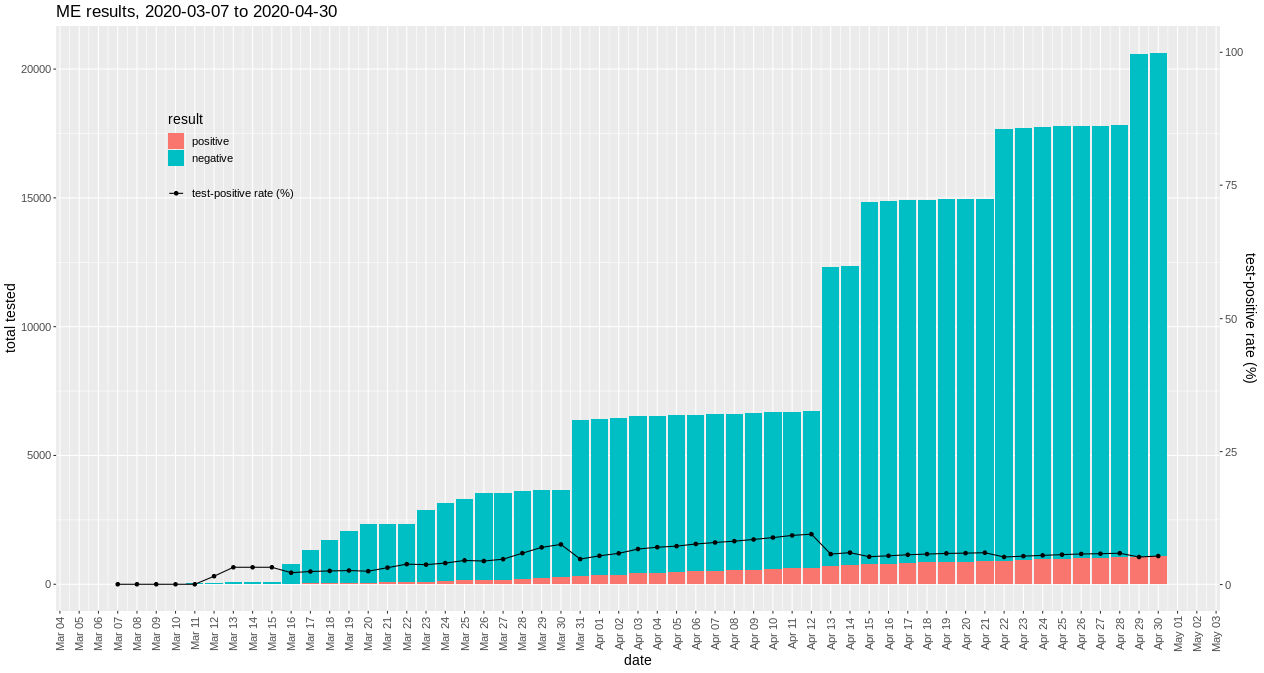 ME results, 2020-03-07 to 2020-04-30
total tested
20000
15000
10000
5000
0
result
positive
negative
test-positive rate (%)
100
75
50
25
0
test-positive rate (%)
Mar 04
Mar 05
Mar 06
Mar 07
Mar 08
Mar 09
Mar 10
Mar 11
Mar 12
Mar 13
Mar 14
Mar 15
Mar 16
Mar 17
Mar 18
Mar 19
Mar 20
Mar 21
Mar 22
Mar 23
Mar 24
Mar 25
Mar 26
Mar 27
Mar 28
Mar 29
Mar 30
Mar 31
Apr 01
Apr 02
Apr 03
Apr 04
Apr 05
Apr 06
Apr 07
Apr 08
Apr 09
Apr 10
Apr 11
Apr 12
Apr 13
Apr 14
Apr 15
Apr 16
Apr 17
Apr 18
Apr 19
Apr 20
Apr 21
Apr 22
Apr 23
Apr 24
Apr 25
Apr 26
Apr 27
Apr 28
Apr 29
Apr 30
May 01
May 02
May 03
date